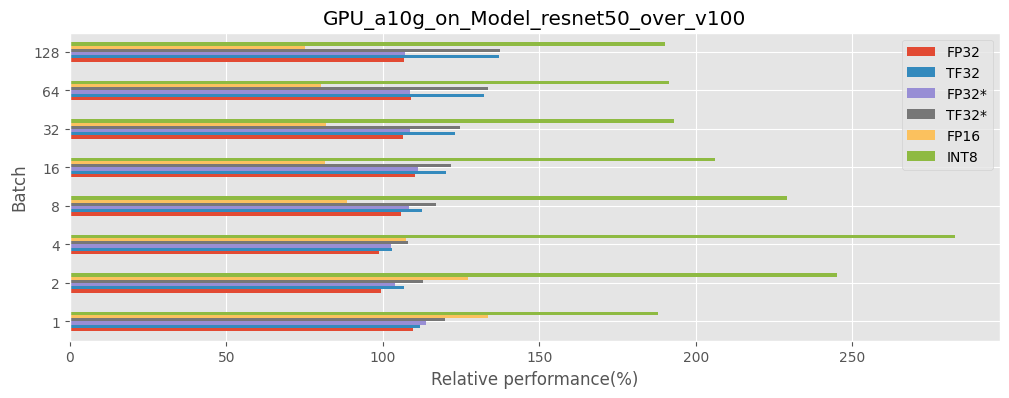 GPU_a10g_on_Model_resnet50_over_v100
128
64
32
16
8
4
2
1
Batch
0
50
100
150
200
250
Relative performance(%)
FP32
TF32
FP32*
TF32*
FP16
INT8